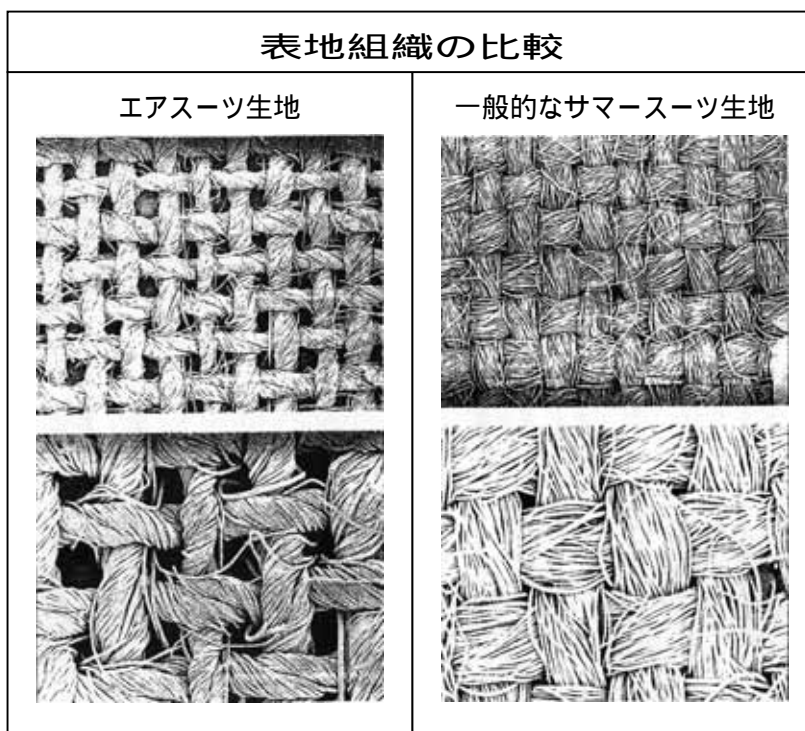 表地組織の比較
エアスーツ生地
一般的なサマースーツ生地